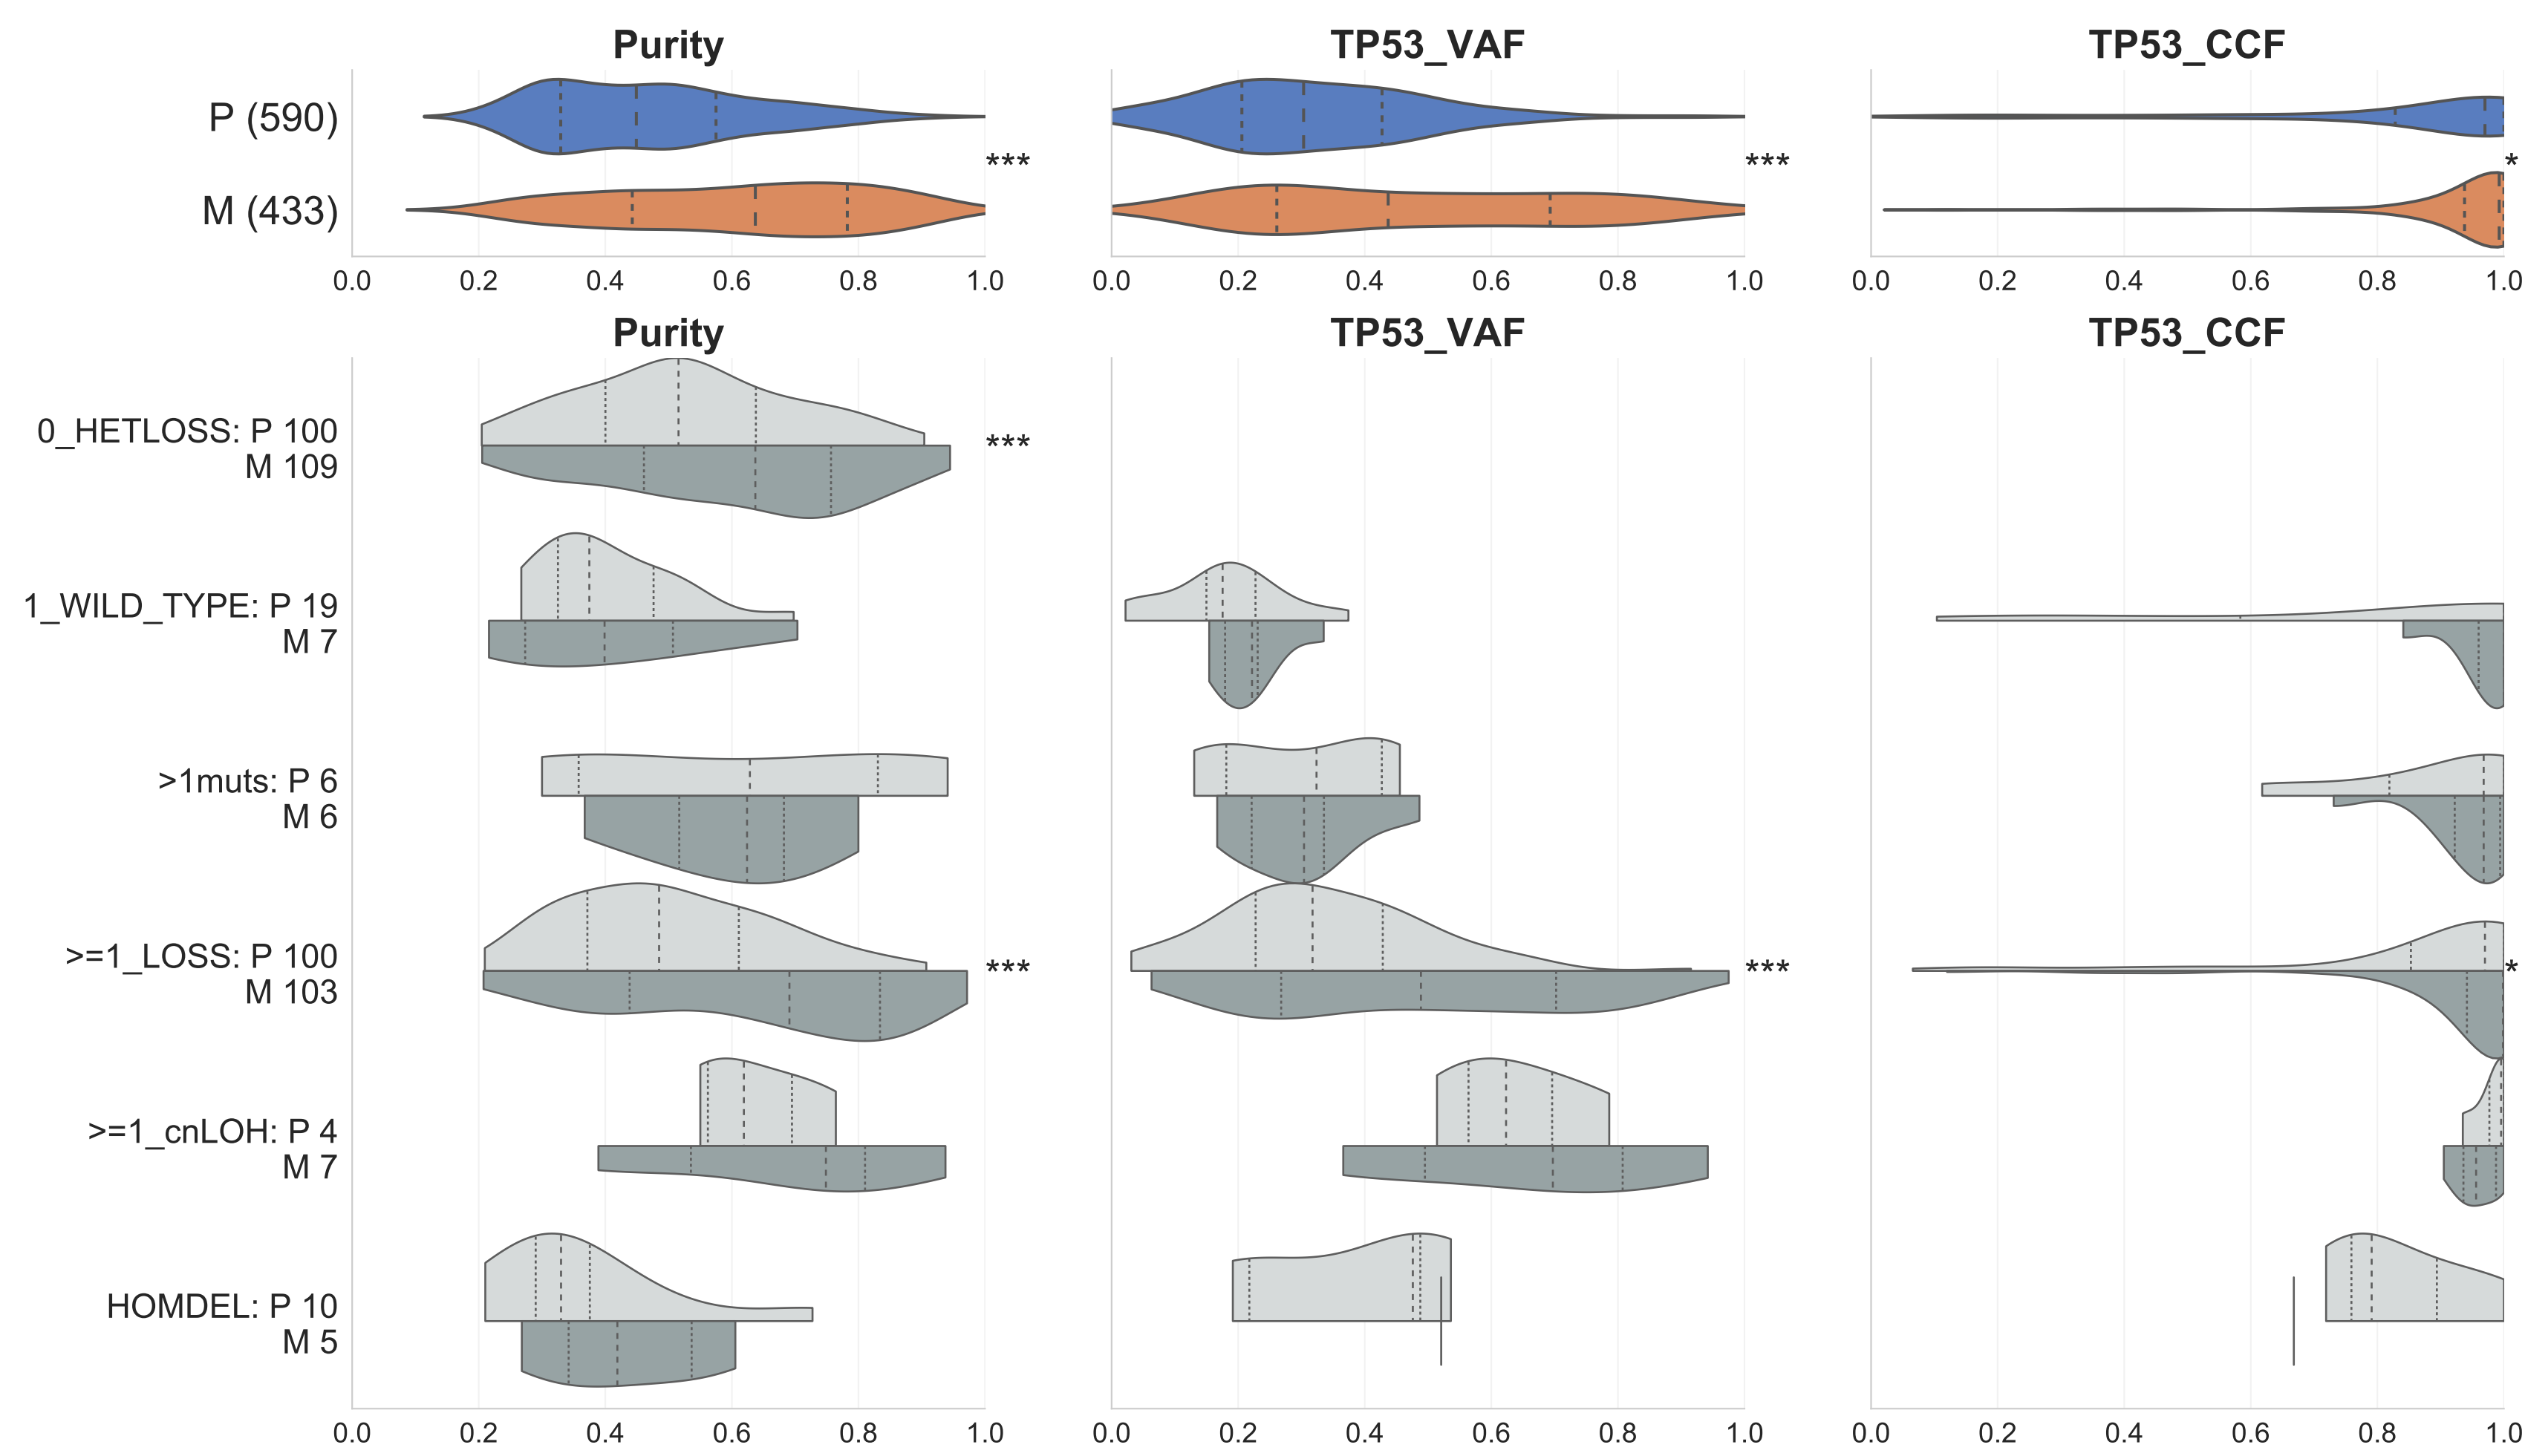 Purity TP53_VAF TP53_CCF
P (590)
*** *** *
M (433)
0.0 0.2 0.4 0.6 0.8 1.0 0.0 0.2 0.4 0.6 0.8 1.0 0.0 0.2 0.4 0.6 0.8 1.0
Purity TP53_VAF TP53_CCF
0_HETLOSS: P 100
***
M 109
1_WILD_TYPE: P 19
M 7
>1muts: P 6
M 6
>=1_LOSS: P 100
*** *** *
M 103
>=1_cnLOH: P 4
M 7
HOMDEL: P 10
M 5
0.0 0.2 0.4 0.6 0.8 1.0 0.0 0.2 0.4 0.6 0.8 1.0 0.0 0.2 0.4 0.6 0.8 1.0